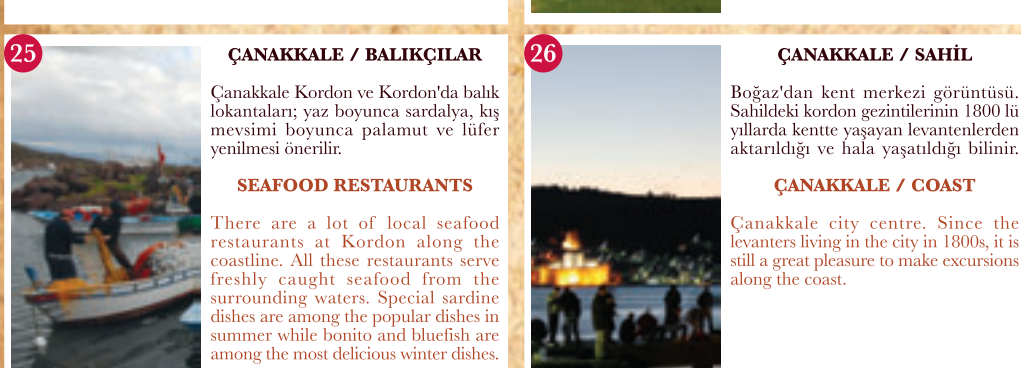 25
ÇANAKKALE / BALIKÇILAR
Çanakkale Kordon ve Kordon'da balık
lokantaları; yaz boyunca sardalya, kış
mevsimi boyunca palamut ve lüfer
yenilmesi önerilir.
SEAFOOD RESTAURANTS
There are a lot of local seafood
restaurants at Kordon along the
coastline. All these restaurants serve
freshly caught seafood from the
surrounding waters. Special sardine
dishes are among the popular dishes in
summer while bonito and bluefish are
among the most delicious winter dishes.
26
ÇANAKKALE / SAHİL
Boğaz'dan kent merkezi görüntüsü.
Sahildeki kordon gezintilerinin 1800 lü
yıllarda kentte yaşayan levantenlerden
aktarıldığı ve hala yaşatıldığı bilinir.
ÇANAKKALE / COAST
Çanakkale city centre. Since the
levanters living in the city in 1800s, it is
still a great pleasure to make excursions
along the coast.